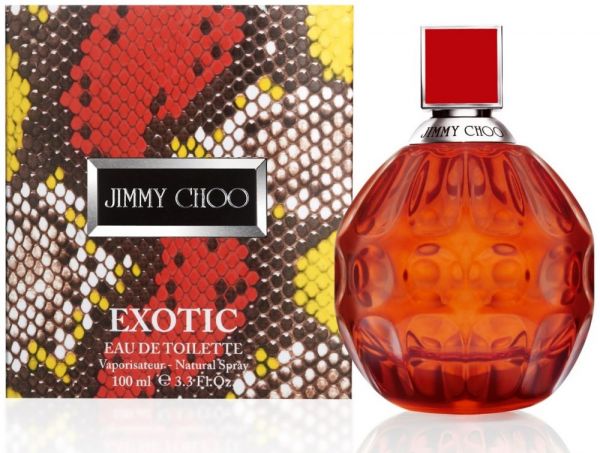 JIMMY CHOO
EXOTIC
EAU DE TOILETTE
Vaporisateur - Natural Spray
100 ml ℮ 3.3 Fl.Oz.
JIMMY CHOO